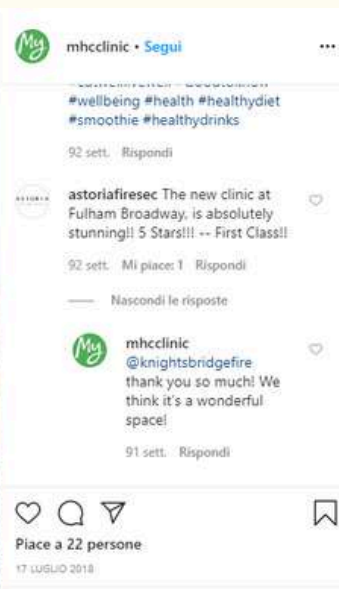 My
mhcclinic • Segui
#wellbeing #health #healthydiet
#smoothie #healthydrinks
92 sett. Rispondi
ASTORIA
astoriafiresec The new clinic at
Fulham Broadway, is absolutely
stunning!! 5 Stars!!! -- First Class!!
92 sett. Mi piace: 1 Rispondi
Nascondi le risposte
My
mhcclinic
@knightsbridgefire
thank you so much! We
think it's a wonderful
space!
91 sett. Rispondi
Piace a 22 persone
17 LUGLIO 2018